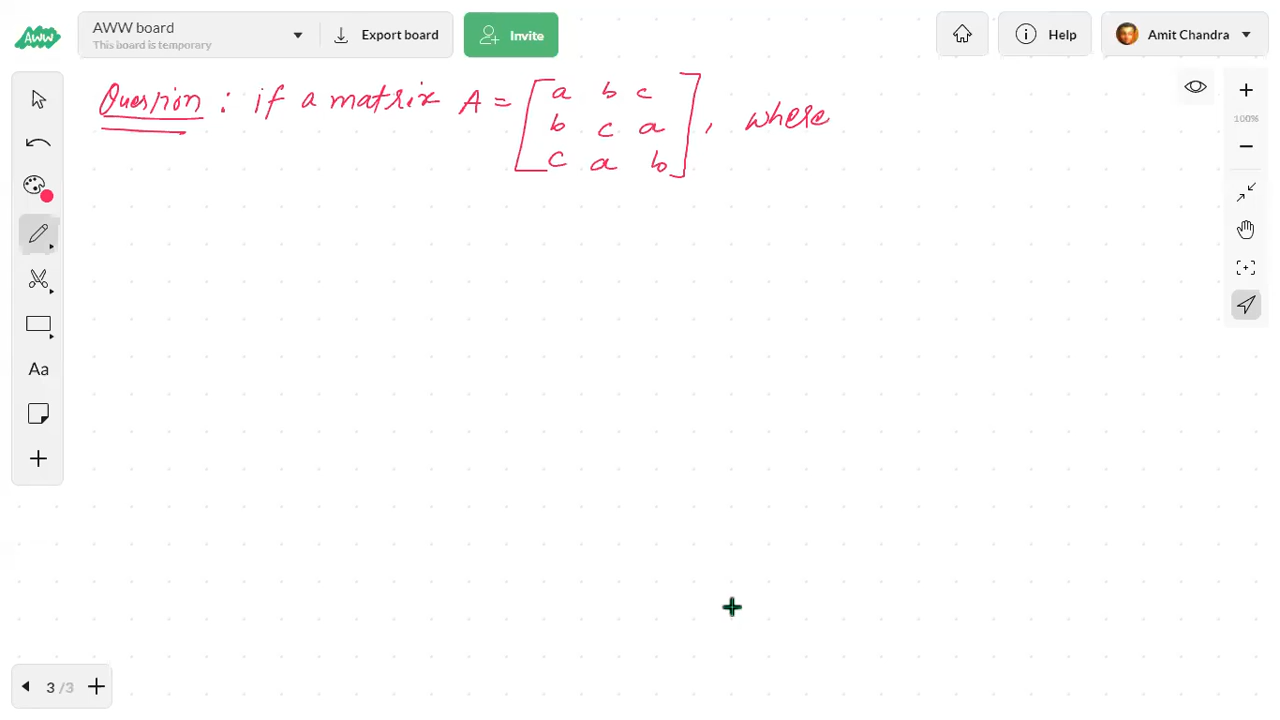 AWW board
This board is temporary
Export board
Invite
Help
Amit Chandra
AWW
Question : if a matrix A = [a b c
b c a
c a b] , where
100%
Aa
3 /3